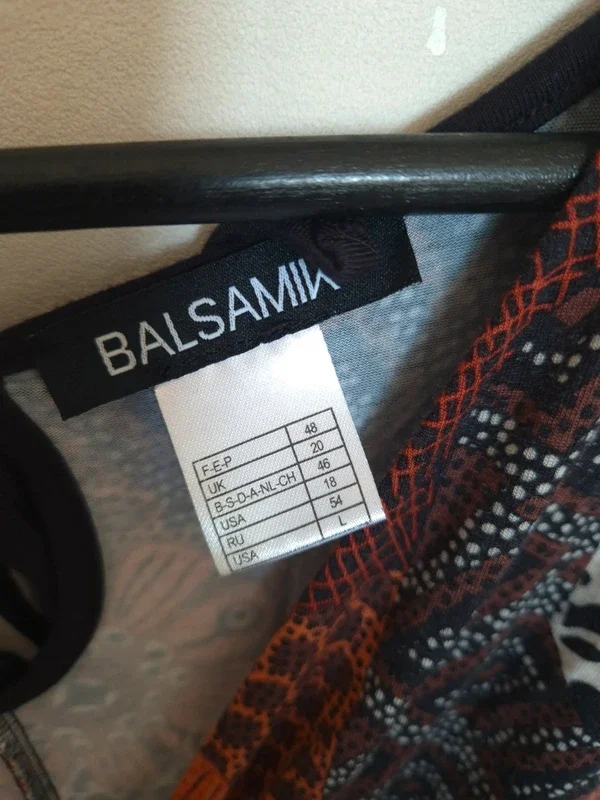 BALSAMIK
F-E-P 48
UK 20
B-S-D-A-NL-CH 46
USA 18
RU 54
USA L